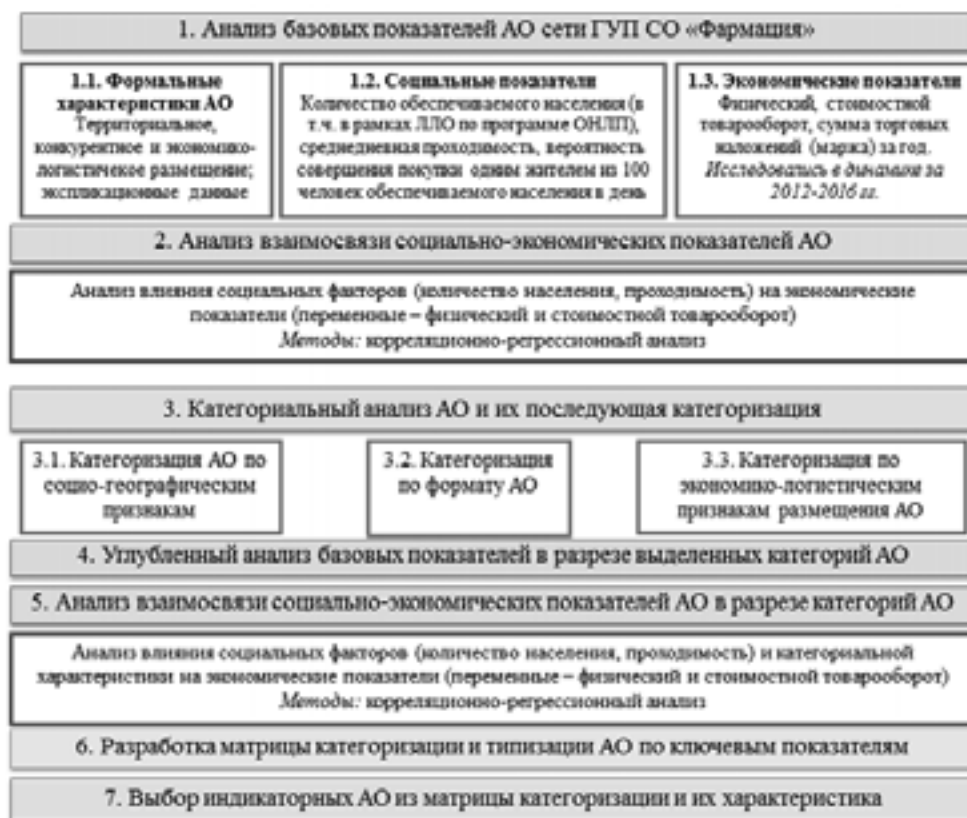 1. Анализ базовых показателей АО сети ГУП СО «Фармация»
1.1. Формальные
характеристики АО
Территориальное,
конкурентное и экономико-
логистичекое размещение;
экспликационные данные
1.2. Социальные показатели
Количество обеспечиваемого населения (в
т.ч. в рамках ЛЛО по программе ОНЛП),
среднедневная проходимость, вероятность
совершения покупки одним жителем из 100
человек обеспечиваемого населения в день
1.3. Экономические показатели
Физический, стоимостной
товарооборот, сумма торговых
наложений (маржа) за год.
Исследовались в динамике за
2012-2016 гг.
2. Анализ взаимосвязи социально-экономических показателей АО
Анализ влияния социальных факторов (количество населения, проходимость) на экономические
показатели (переменные – физический и стоимостной товарооборот)
Методы: корреляционно-регрессионный анализ
3. Категориальный анализ АО и их последующая категоризация
3.1. Категоризация АО по
социо-географическим
признакам
3.2. Категоризация
по формату АО
3.3. Категоризация по
экономико-логистическим
признакам размещения АО
4. Углубленный анализ базовых показателей в разрезе выделенных категорий АО
5. Анализ взаимосвязи социально-экономических показателей АО в разрезе категорий АО
Анализ влияния социальных факторов (количество населения, проходимость) и категориальной
характеристики на экономические показатели (переменные – физический и стоимостной товарооборот)
Методы: корреляционно-регрессионный анализ
6. Разработка матрицы категоризации и типизации АО по ключевым показателям
7. Выбор индикаторных АО из матрицы категоризации и их характеристика